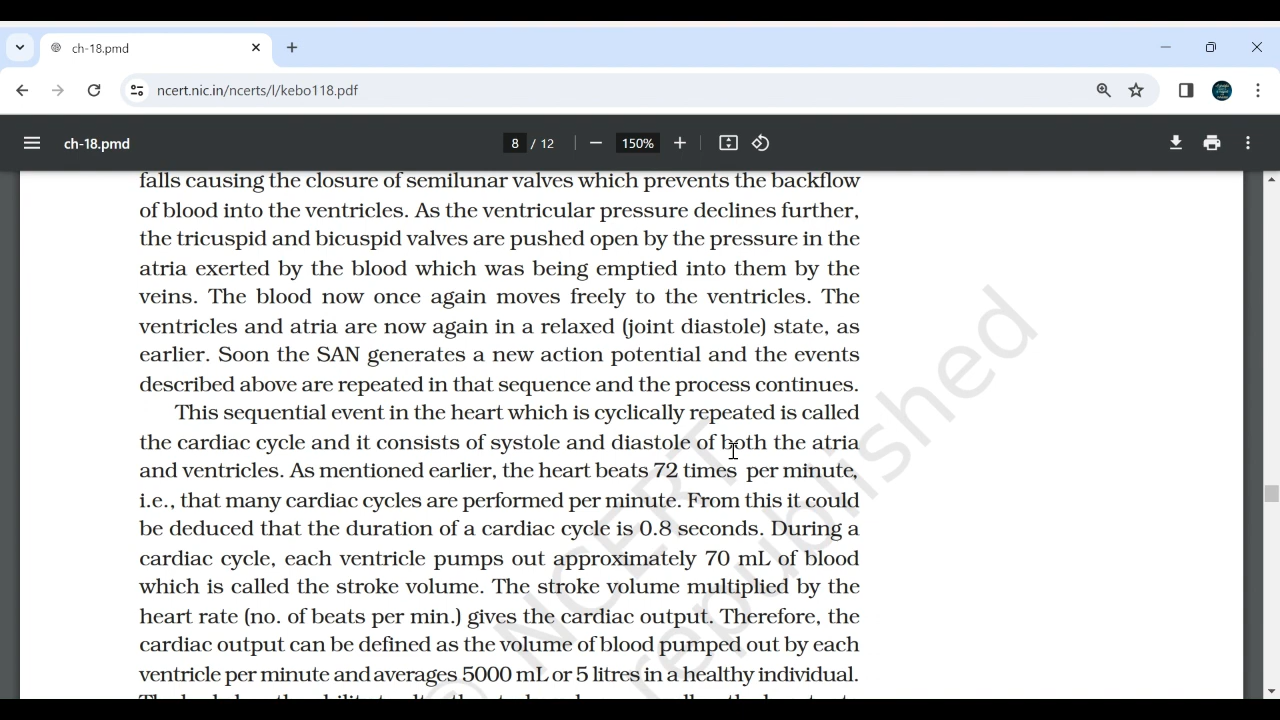 ch-18.pmd
ncert.nic.in/ncerts/l/kebo118.pdf
ch-18.pmd
8 / 12
150%
falls causing the closure of semilunar valves which prevents the backflow
of blood into the ventricles. As the ventricular pressure declines further,
the tricuspid and bicuspid valves are pushed open by the pressure in the
atria exerted by the blood which was being emptied into them by the
veins. The blood now once again moves freely to the ventricles. The
ventricles and atria are now again in a relaxed (joint diastole) state, as
earlier. Soon the SAN generates a new action potential and the events
described above are repeated in that sequence and the process continues.
This sequential event in the heart which is cyclically repeated is called
the cardiac cycle and it consists of systole and diastole of both the atria
and ventricles. As mentioned earlier, the heart beats 72 times per minute,
i.e., that many cardiac cycles are performed per minute. From this it could
be deduced that the duration of a cardiac cycle is 0.8 seconds. During a
cardiac cycle, each ventricle pumps out approximately 70 mL of blood
which is called the stroke volume. The stroke volume multiplied by the
heart rate (no. of beats per min.) gives the cardiac output. Therefore, the
cardiac output can be defined as the volume of blood pumped out by each
ventricle per minute and averages 5000 mL or 5 litres in a healthy individual.
© NCERT
republished